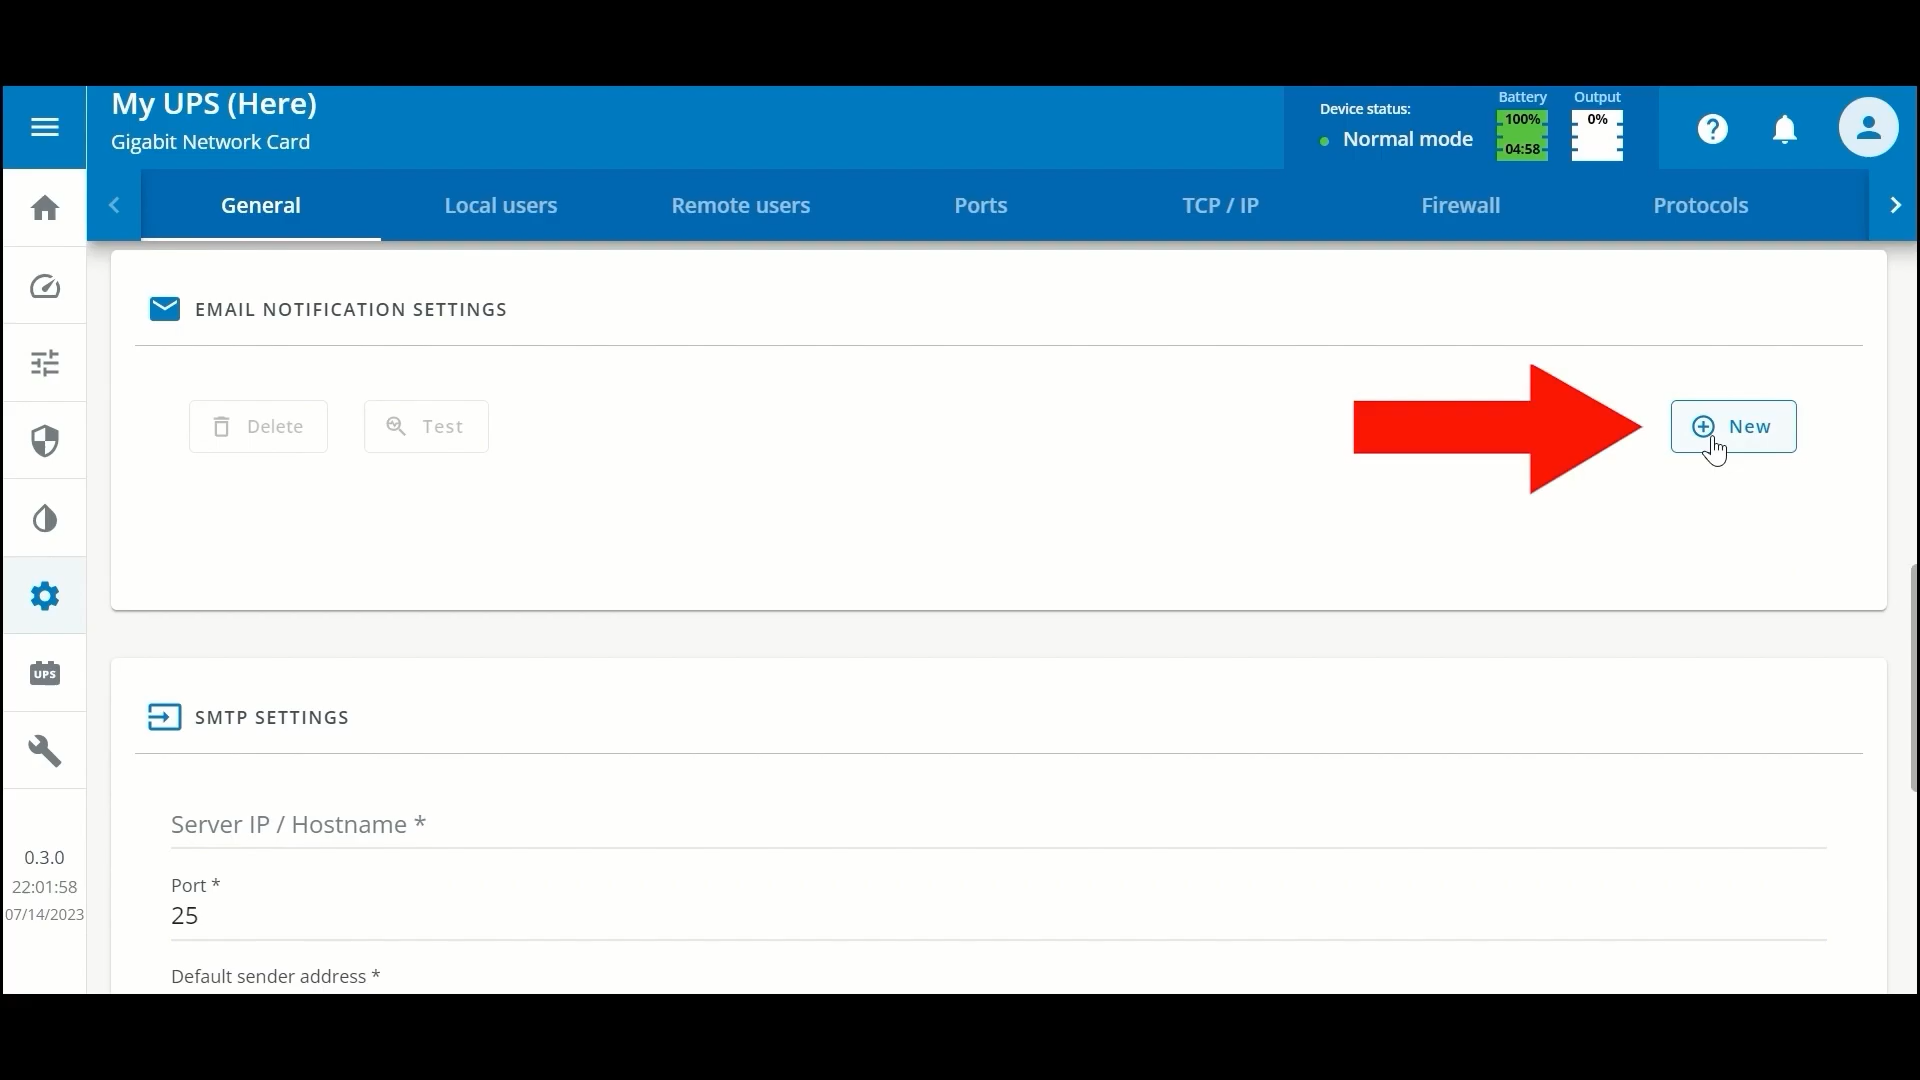 My UPS (Here)
Gigabit Network Card
Device status:
Normal mode
Battery
100%
04:58
Output
0%
General
Local users
Remote users
Ports
TCP / IP
Firewall
Protocols
EMAIL NOTIFICATION SETTINGS
Delete
Test
New
UPS
SMTP SETTINGS
Server IP / Hostname *
Port *
25
Default sender address *
0.3.0
22:01:58
07/14/2023